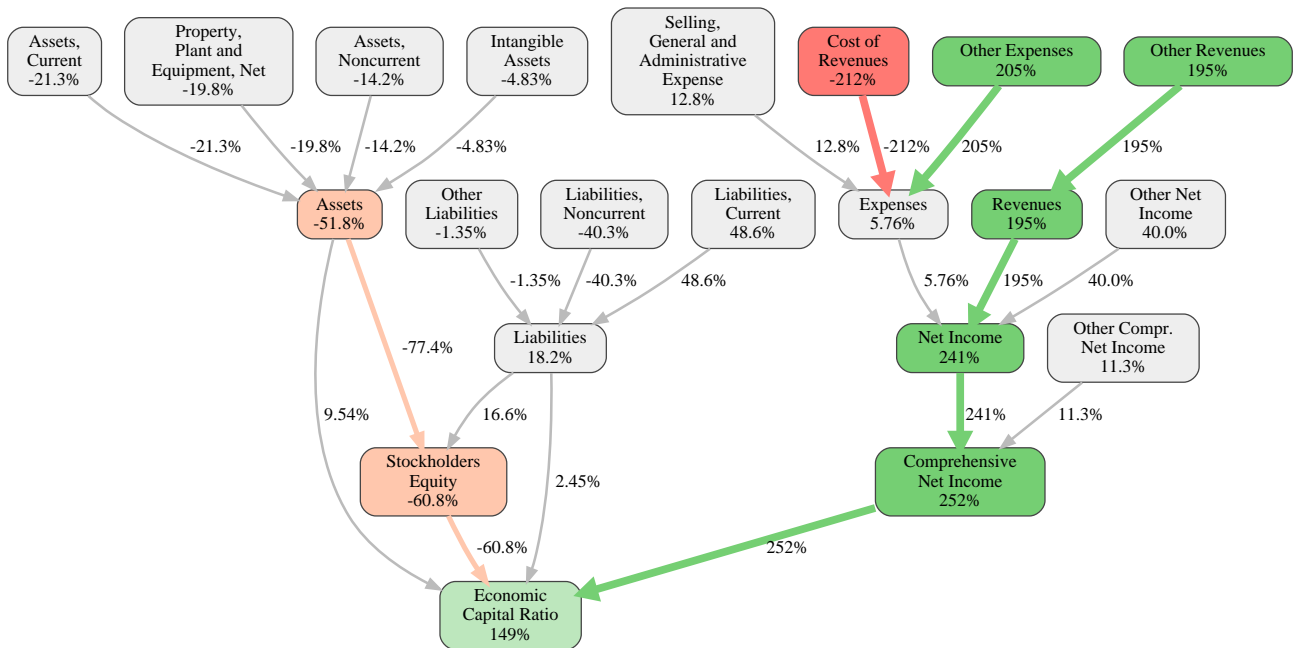 Assets,
Current
-21.3%
Property,
Plant and
Equipment, Net
-19.8%
Assets,
Noncurrent
-14.2%
Intangible
Assets
-4.83%
Selling,
General and
Administrative
Expense
12.8%
Cost of
Revenues
-212%
Other Expenses
205%
Other Revenues
195%
-21.3%
-19.8%
-14.2%
-4.83%
12.8%
-212%
205%
195%
Assets
-51.8%
Other
Liabilities
-1.35%
Liabilities,
Noncurrent
-40.3%
Liabilities,
Current
48.6%
Expenses
5.76%
Revenues
195%
Other Net
Income
40.0%
-1.35%
-40.3%
48.6%
5.76%
195%
40.0%
-77.4%
Liabilities
18.2%
Net Income
241%
Other Compr.
Net Income
11.3%
9.54%
16.6%
241%
11.3%
Stockholders
Equity
-60.8%
2.45%
Comprehensive
Net Income
252%
-60.8%
252%
Economic
Capital Ratio
149%